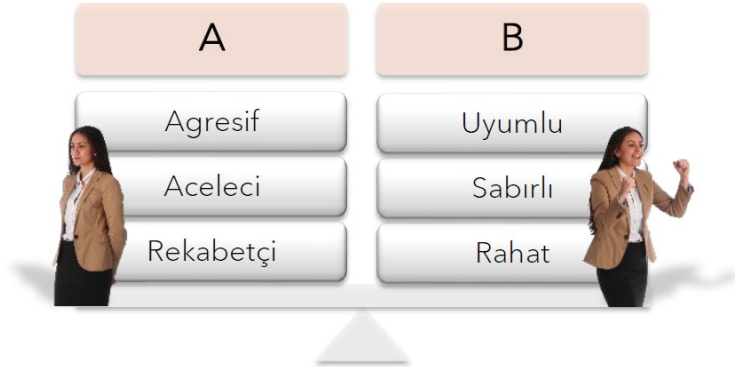 A
B
Agresif
Uyumlu
Aceleci
Sabırlı
Rekabetçi
Rahat